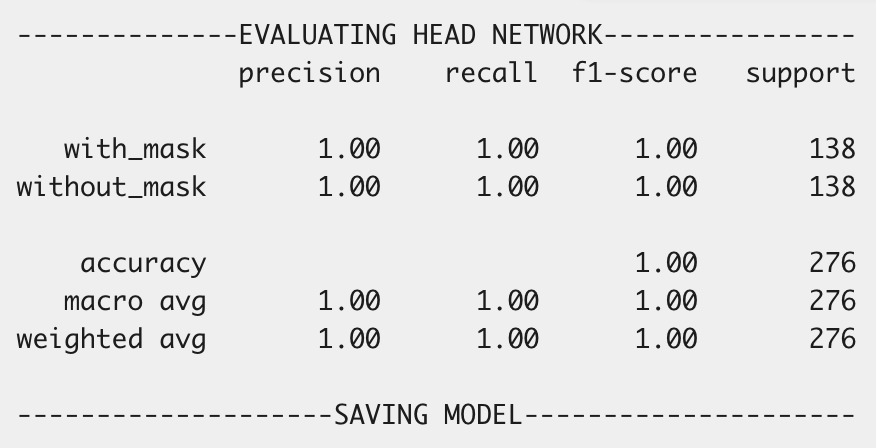 --------------EVALUATING HEAD NETWORK----------------
precision recall f1-score support
with_mask 1.00 1.00 1.00 138
without_mask 1.00 1.00 1.00 138
accuracy 1.00 276
macro avg 1.00 1.00 1.00 276
weighted avg 1.00 1.00 1.00 276
--------------------SAVING MODEL---------------------